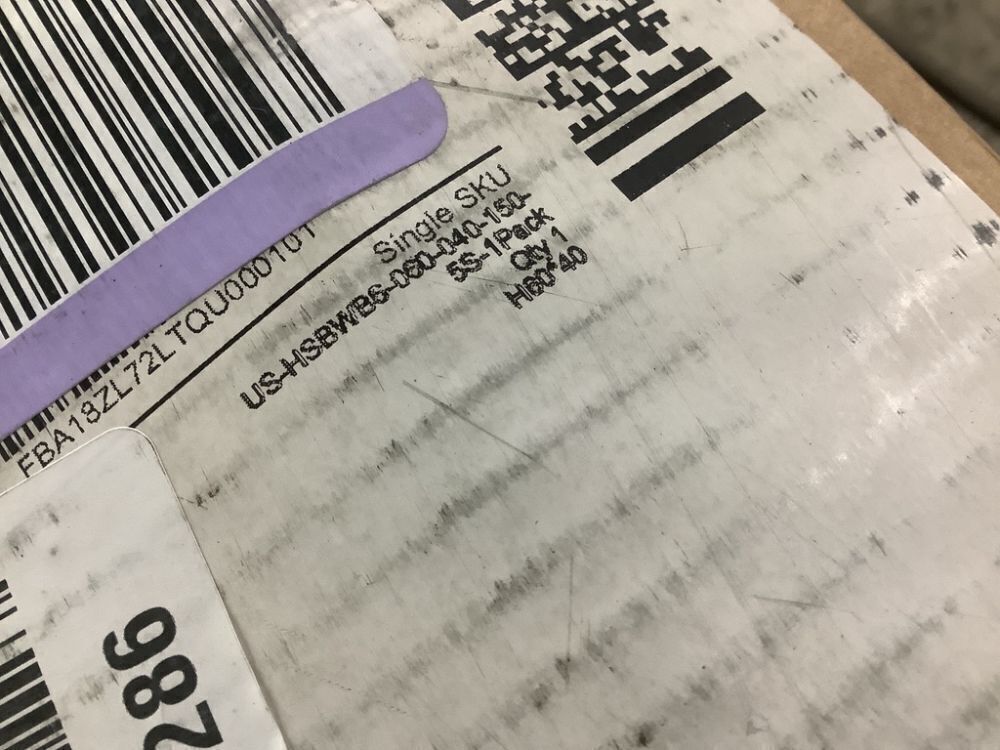 FBA18ZL72LTQU000101
Single SKU
US-HSBWB6-060-040-150-
5S-1Pack
Qty 1
H60*40
286